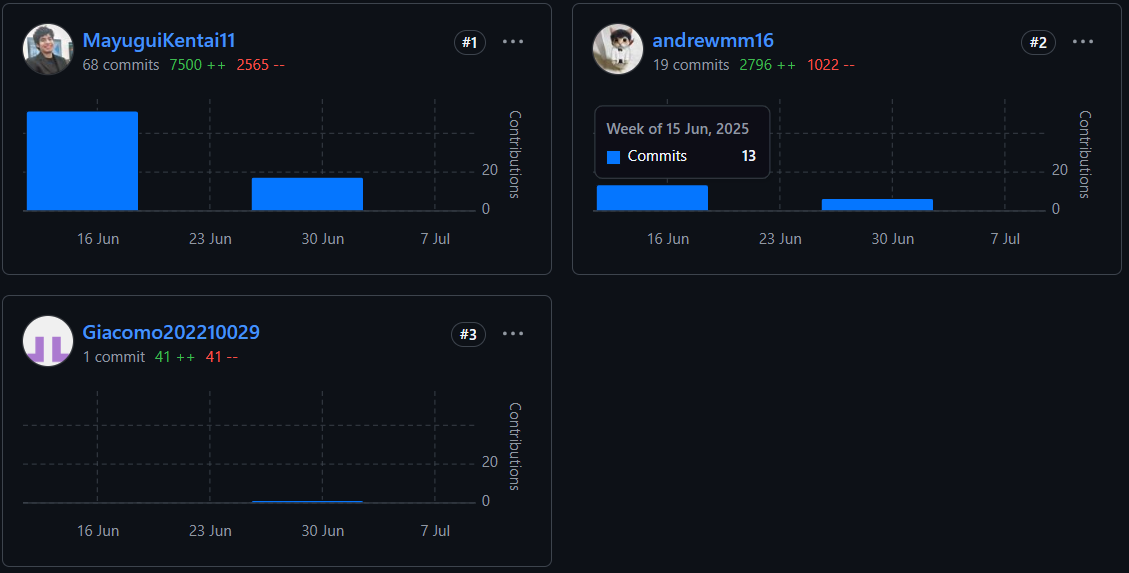 MayuguiKentai11
#1
68 commits 7500 ++ 2565 --
Contributions
20
0
16 Jun 23 Jun 30 Jun 7 Jul
andrewmm16
#2
19 commits 2796 ++ 1022 --
Week of 15 Jun, 2025
Commits 13
Contributions
20
0
16 Jun 23 Jun 30 Jun 7 Jul
Giacomo202210029
#3
1 commit 41 ++ 41 --
Contributions
20
0
16 Jun 23 Jun 30 Jun 7 Jul